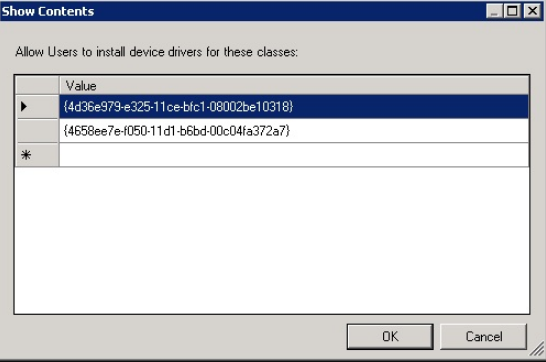 Show Contents
Allow Users to install device drivers for these classes:
Value
{4d36e979-e325-11ce-bfc1-08002be10318}
{4658ee7e-f050-11d1-b6bd-00c04fa372a7}
OK Cancel